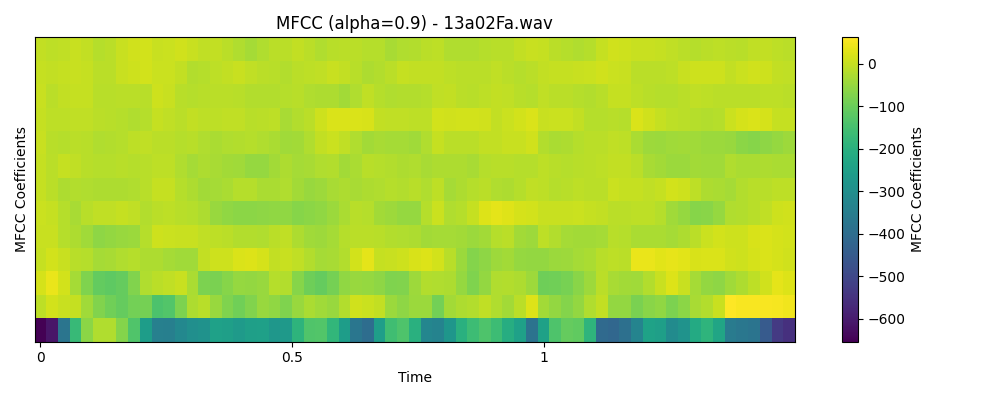 MFCC (alpha=0.9) - 13a02Fa.wav
MFCC Coefficients
0
0.5
1
Time
0
−100
−200
−300
−400
−500
−600
MFCC Coefficients